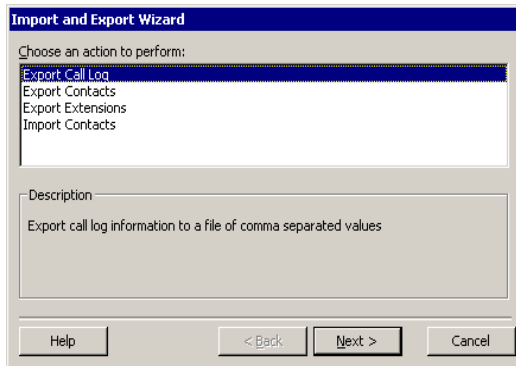 Import and Export Wizard
Choose an action to perform:
Export Call Log
Export Contacts
Export Extensions
Import Contacts
Description
Export call log information to a file of comma separated values
Help
< Back
Next >
Cancel